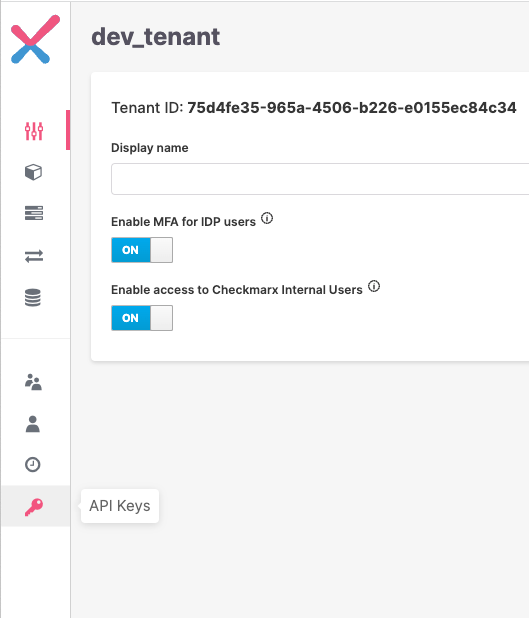 dev_tenant
Tenant ID: 75d4fe35-965a-4506-b226-e0155ec84c34
Display name
Enable MFA for IDP users
ON
Enable access to Checkmarx Internal Users
ON
API Keys